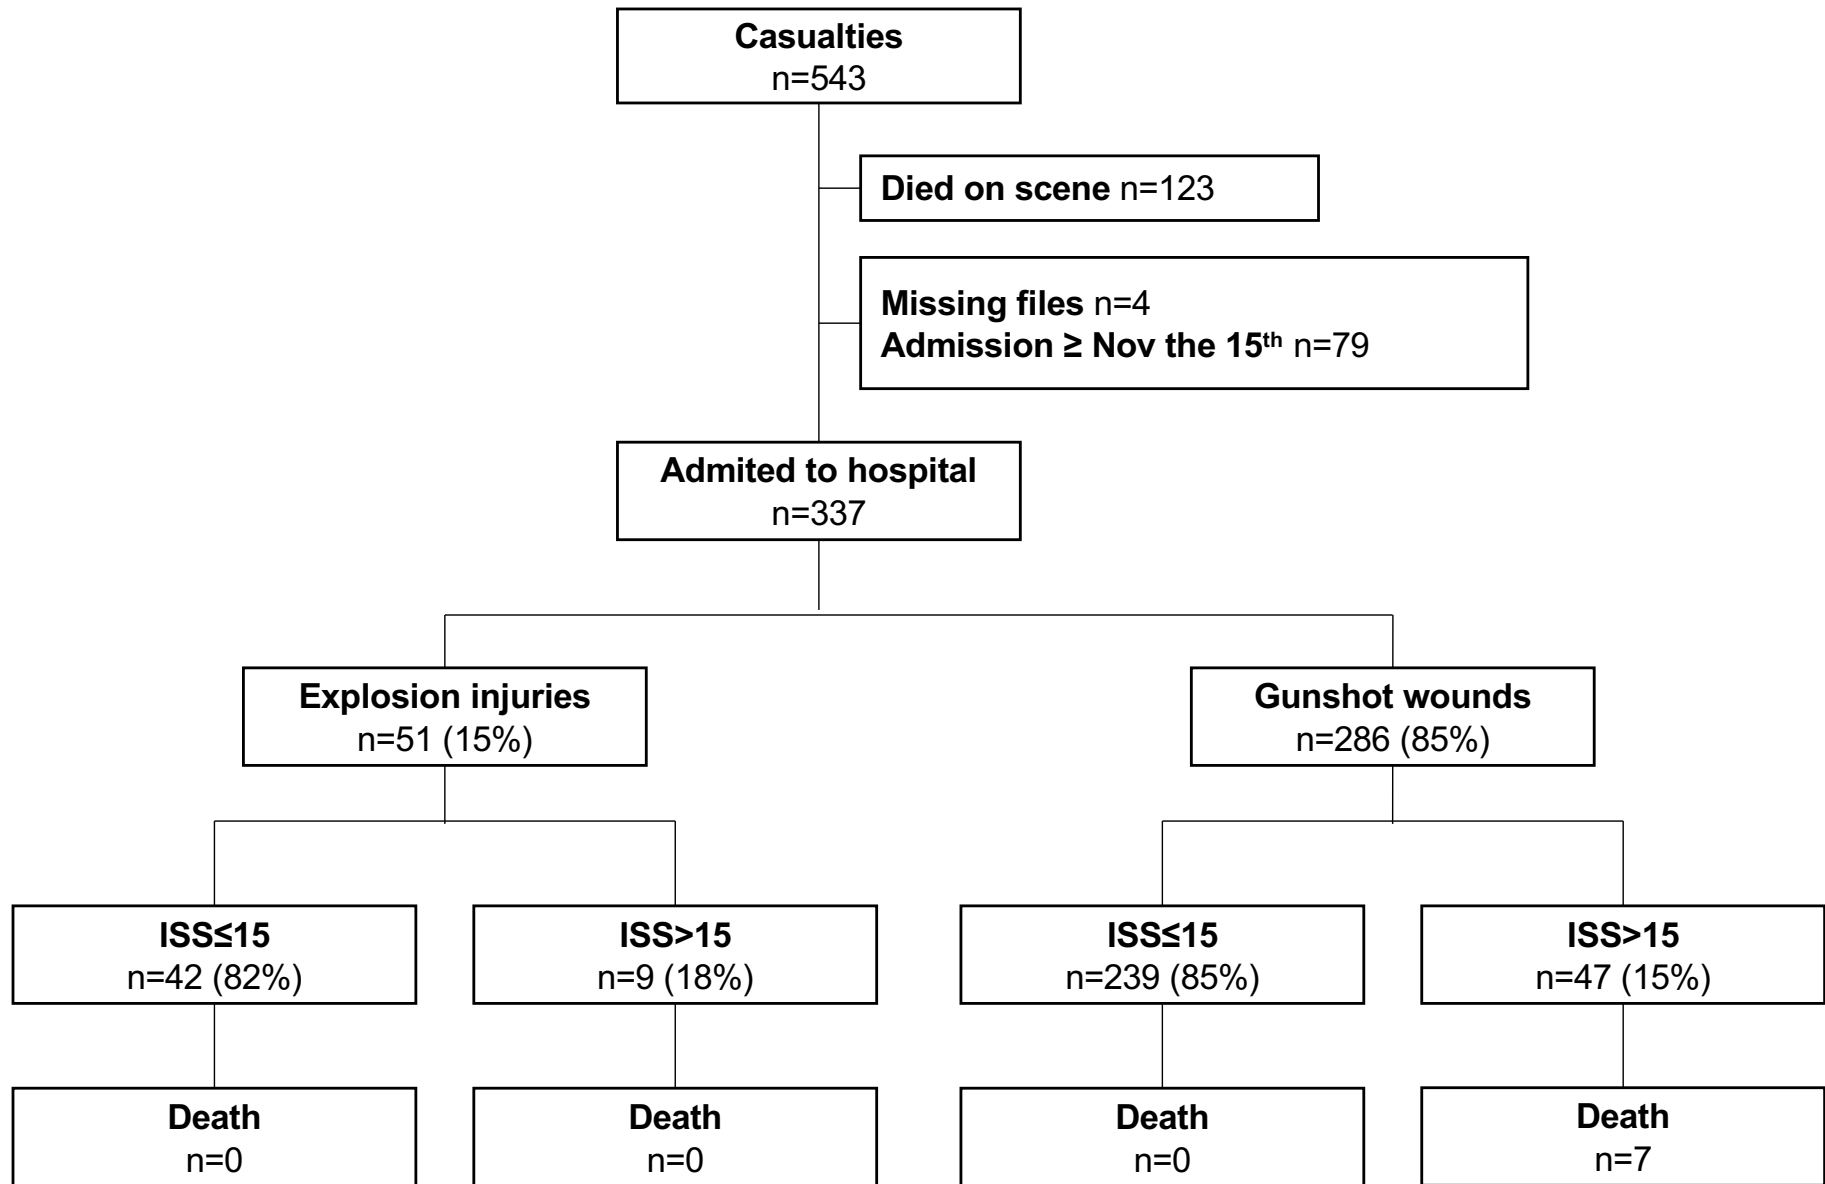 Casualties
n=543
Died on scene n=123
Missing files n=4
Admission ≥ Nov the 15th n=79
Admited to hospital
n=337
Explosion injuries
n=51 (15%)
Gunshot wounds
n=286 (85%)
ISS≤15
n=42 (82%)
ISS>15
n=9 (18%)
ISS≤15
n=239 (85%)
ISS>15
n=47 (15%)
Death
n=0
Death
n=0
Death
n=0
Death
n=7